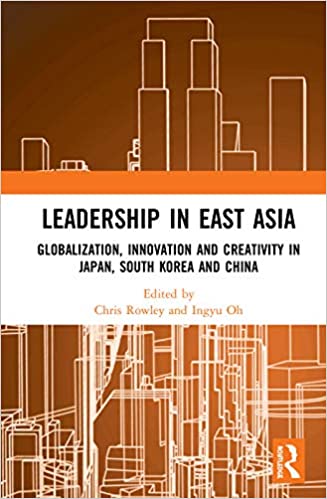 LEADERSHIP IN EAST ASIA
GLOBALIZATION, INNOVATION AND CREATIVITY IN
JAPAN, SOUTH KOREA AND CHINA
Edited by
Chris Rowley and Ingyu Oh
ROUTLEDGE